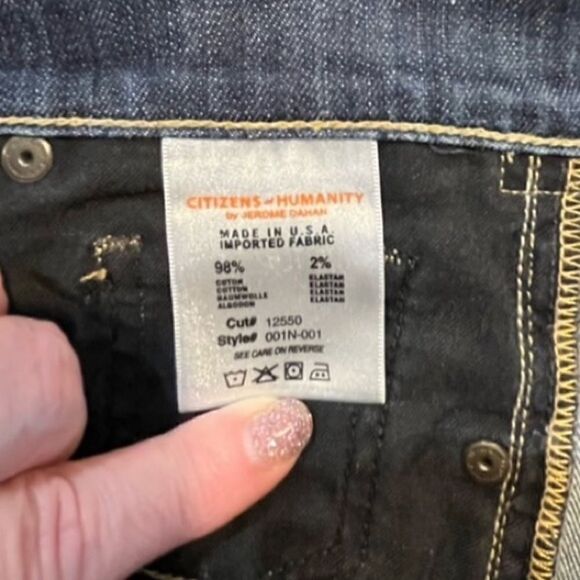 CITIZENS of HUMANITY
by JEROME DAHAN
MADE IN U.S.A.
IMPORTED FABRIC
98% 2%
COTON ELASTAN
COTTON ELASTAN
BAUMWOLLE ELASTAN
ALGODON ELASTAN
Cut# 12550
Style# 001N-001
SEE CARE ON REVERSE